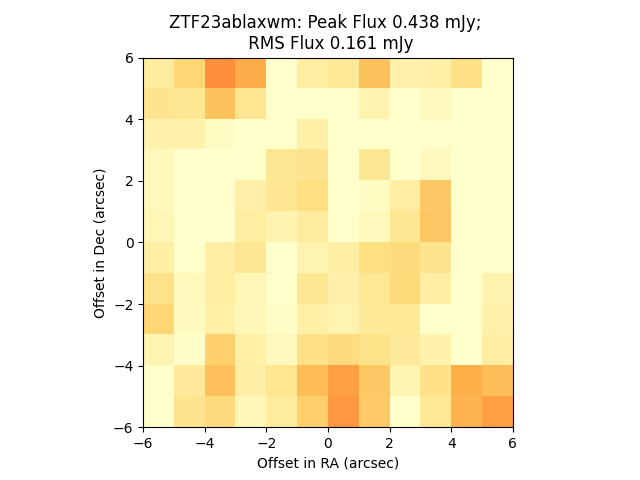 ZTF23ablaxwm: Peak Flux 0.438 mJy;
RMS Flux 0.161 mJy
6
4
2
0
−2
−4
−6
Offset in Dec (arcsec)
−6 −4 −2 0 2 4 6
Offset in RA (arcsec)